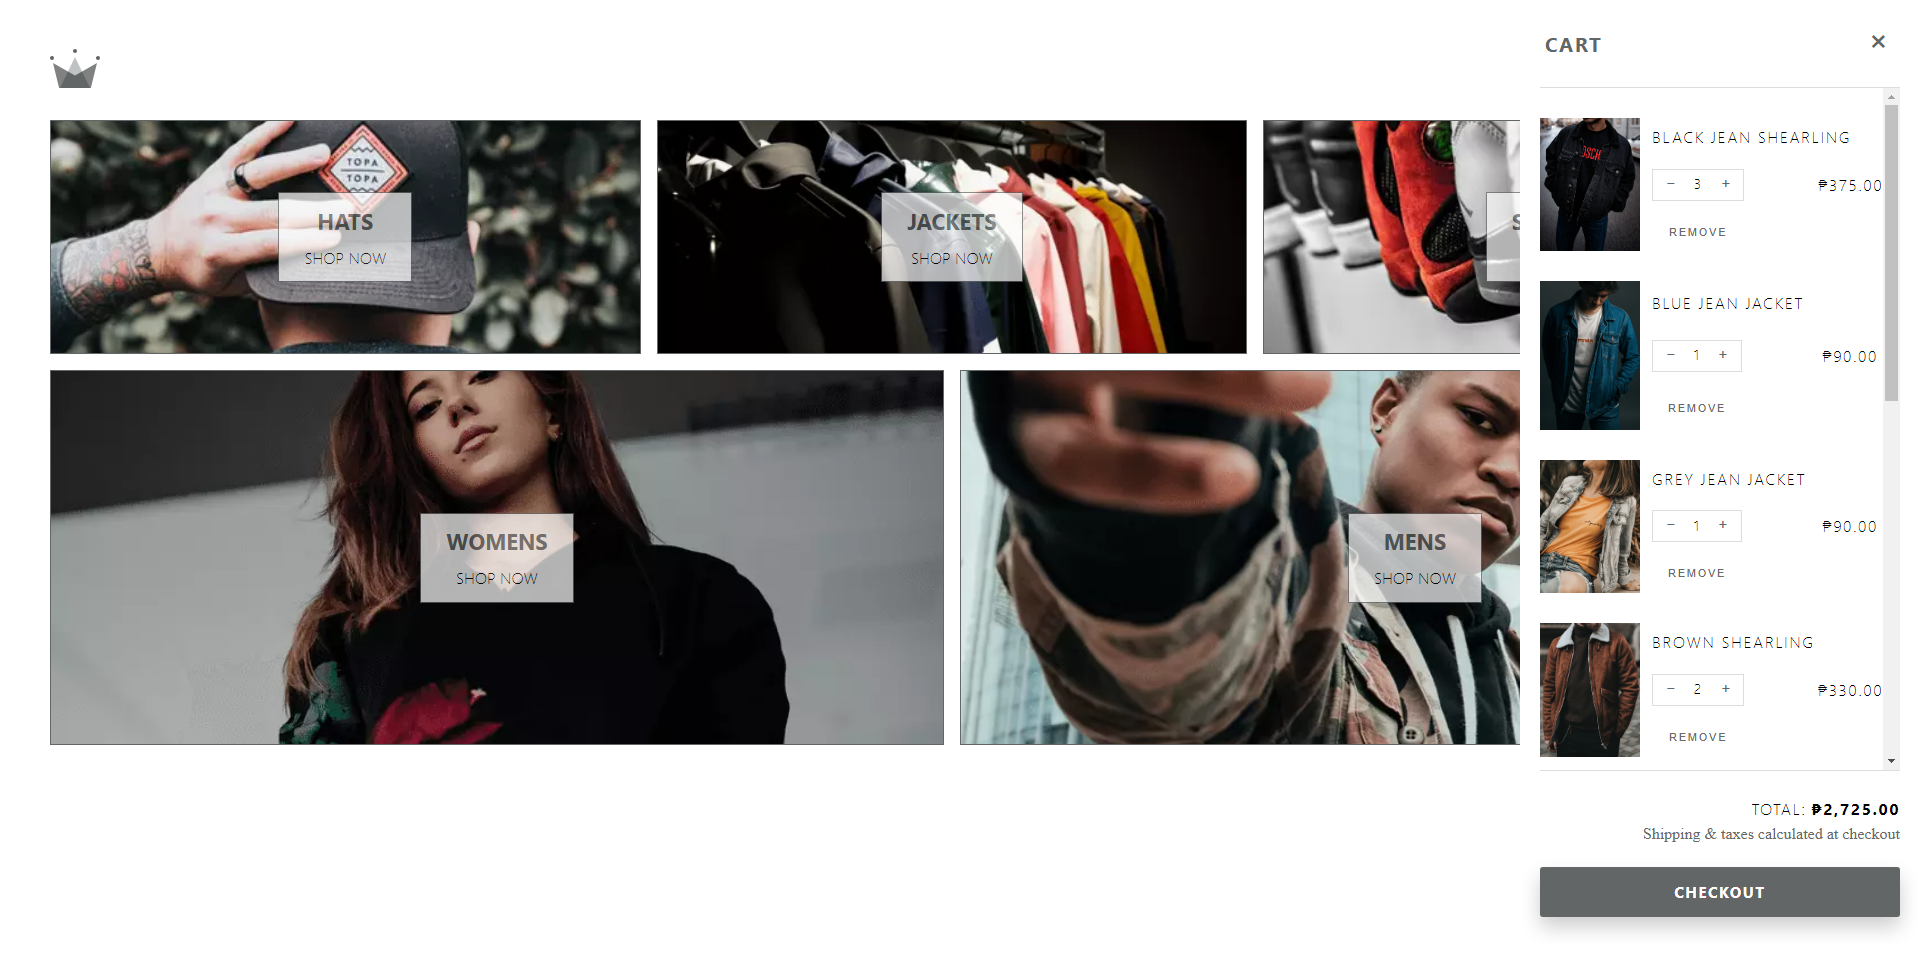 CART
×
TOPA
TOPA
HATS
SHOP NOW
JACKETS
SHOP NOW
S
WOMENS
SHOP NOW
MENS
SHOP NOW
BLACK JEAN SHEARLING
− 3 +
₱375.00
REMOVE
BLUE JEAN JACKET
− 1 +
₱90.00
REMOVE
GREY JEAN JACKET
− 1 +
₱90.00
REMOVE
BROWN SHEARLING
− 2 +
₱330.00
REMOVE
TOTAL: ₱2,725.00
Shipping & taxes calculated at checkout
CHECKOUT